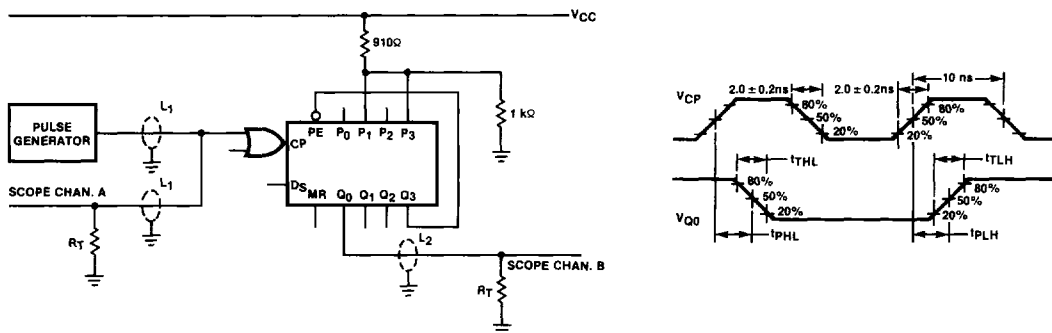 VCC
910Ω
L1
PULSE
GENERATOR
PE P0 P1 P2 P3
1 kΩ
CP
L1
DS
MR Q0 Q1 Q2 Q3
SCOPE CHAN. A
RT
L2
SCOPE CHAN. B
RT
10 ns
2.0 ± 0.2ns 2.0 ± 0.2ns
VCP
80%
50%
20%
80%
50%
20%
tTHL
tTLH
80%
50%
20%
80%
50%
20%
VQ0
tPHL
tPLH